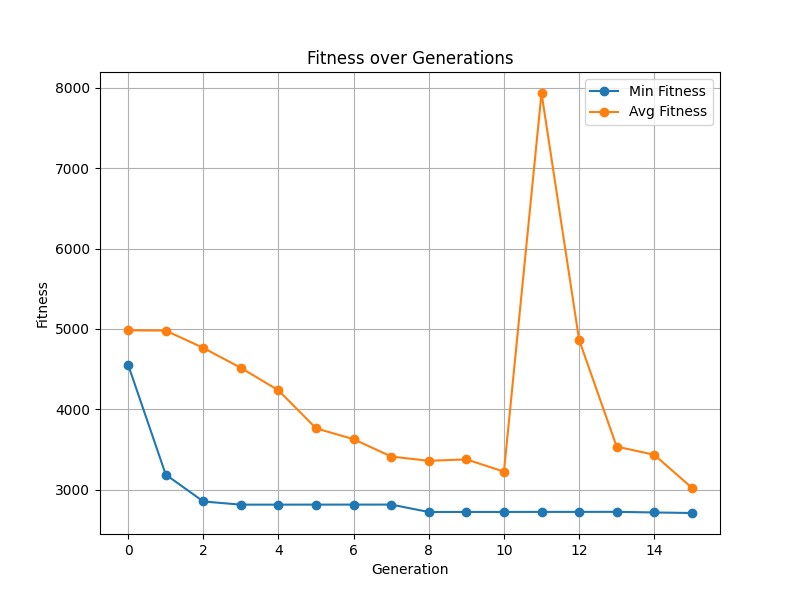 Fitness over Generations
Min Fitness
Avg Fitness
8000
7000
6000
5000
4000
3000
Fitness
0 2 4 6 8 10 12 14
Generation